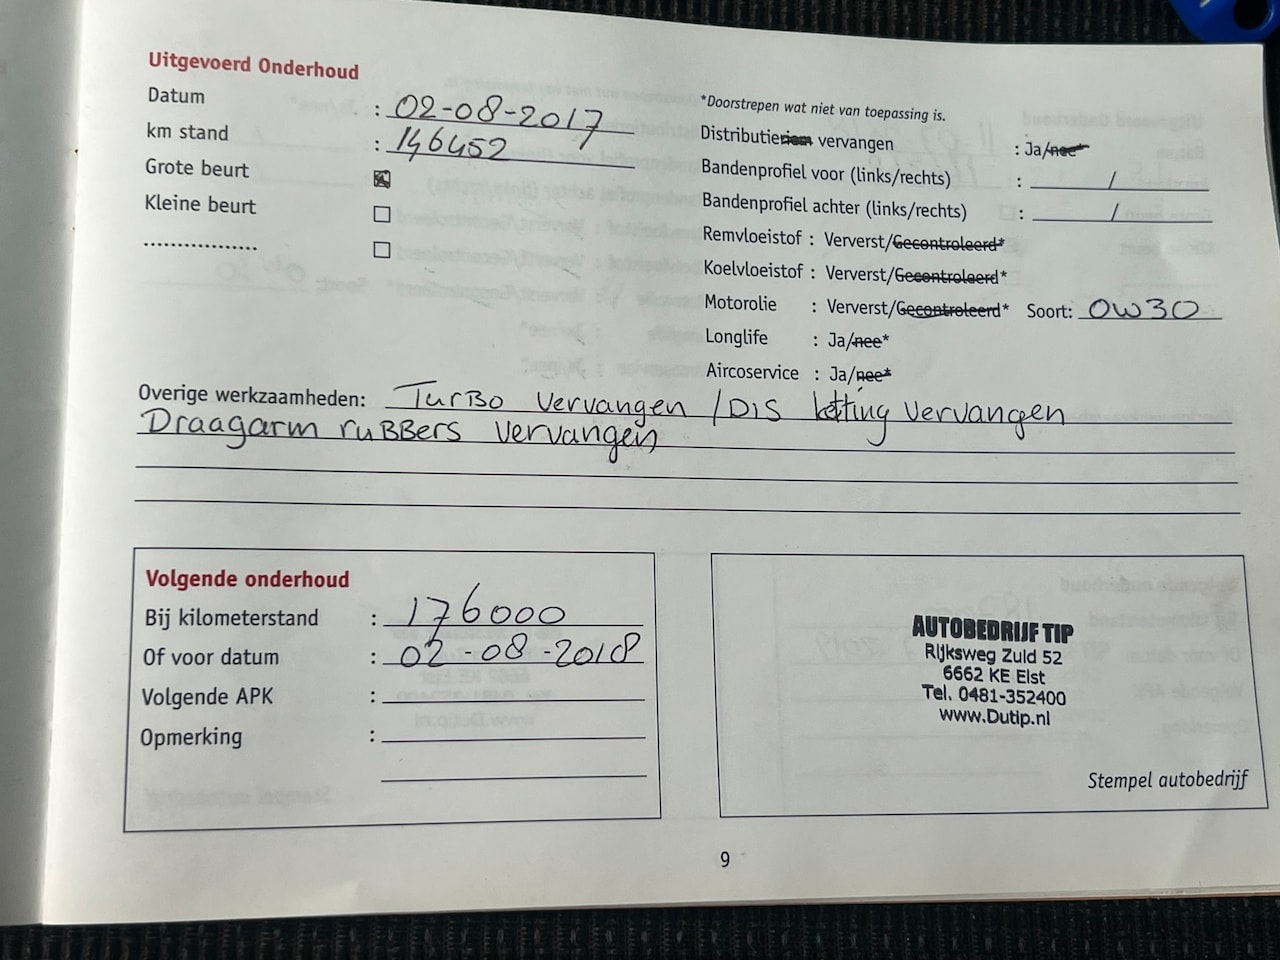 Uitgevoerd Onderhoud
Datum : 02-08-2017
km stand : 146452
Grote beurt
Kleine beurt
..................
*Doorstrepen wat niet van toepassing is.
Distributieriem vervangen : Ja/nee*
Bandenprofiel voor (links/rechts) : /
Bandenprofiel achter (links/rechts) : /
Remvloeistof : Ververst/Gecontroleerd*
Koelvloeistof : Ververst/Gecontroleerd*
Motorolie : Ververst/Gecontroleerd* Soort: 0W30
Longlife : Ja/nee*
Aircoservice : Ja/nee*
Overige werkzaamheden: Turbo vervangen / Dis ketting vervangen
Draagarm rubbers vervangen
Volgende onderhoud
Bij kilometerstand : 176000
Of voor datum : 02-08-2018
Volgende APK :
Opmerking :
AUTOBEDRIJF TIP
Rijksweg Zuid 52
6662 KE Elst
Tel. 0481-352400
www.Dutip.nl
Stempel autobedrijf
9